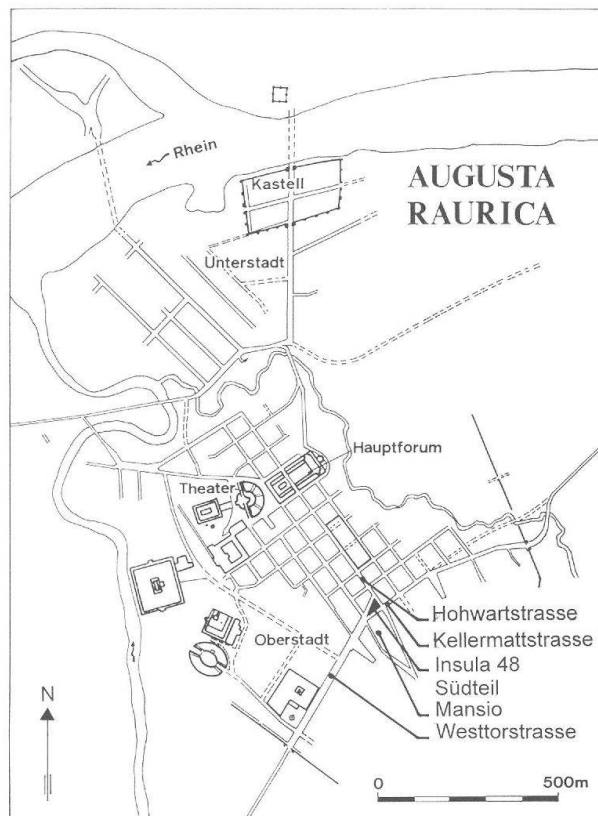 Rhein
Kastell
AUGUSTA
RAURICA
Unterstadt
Hauptforum
Theater
Hohwartstrasse
Kellermattstrasse
Oberstadt
Insula 48
Südteil
Mansio
Westtorstrasse
N
0 500m